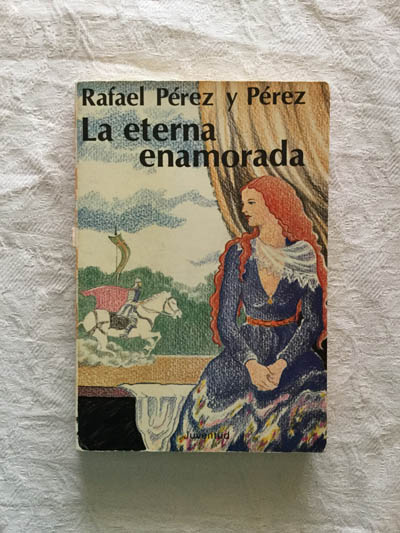 Rafael Pérez y Pérez
La eterna
enamorada
Juventud